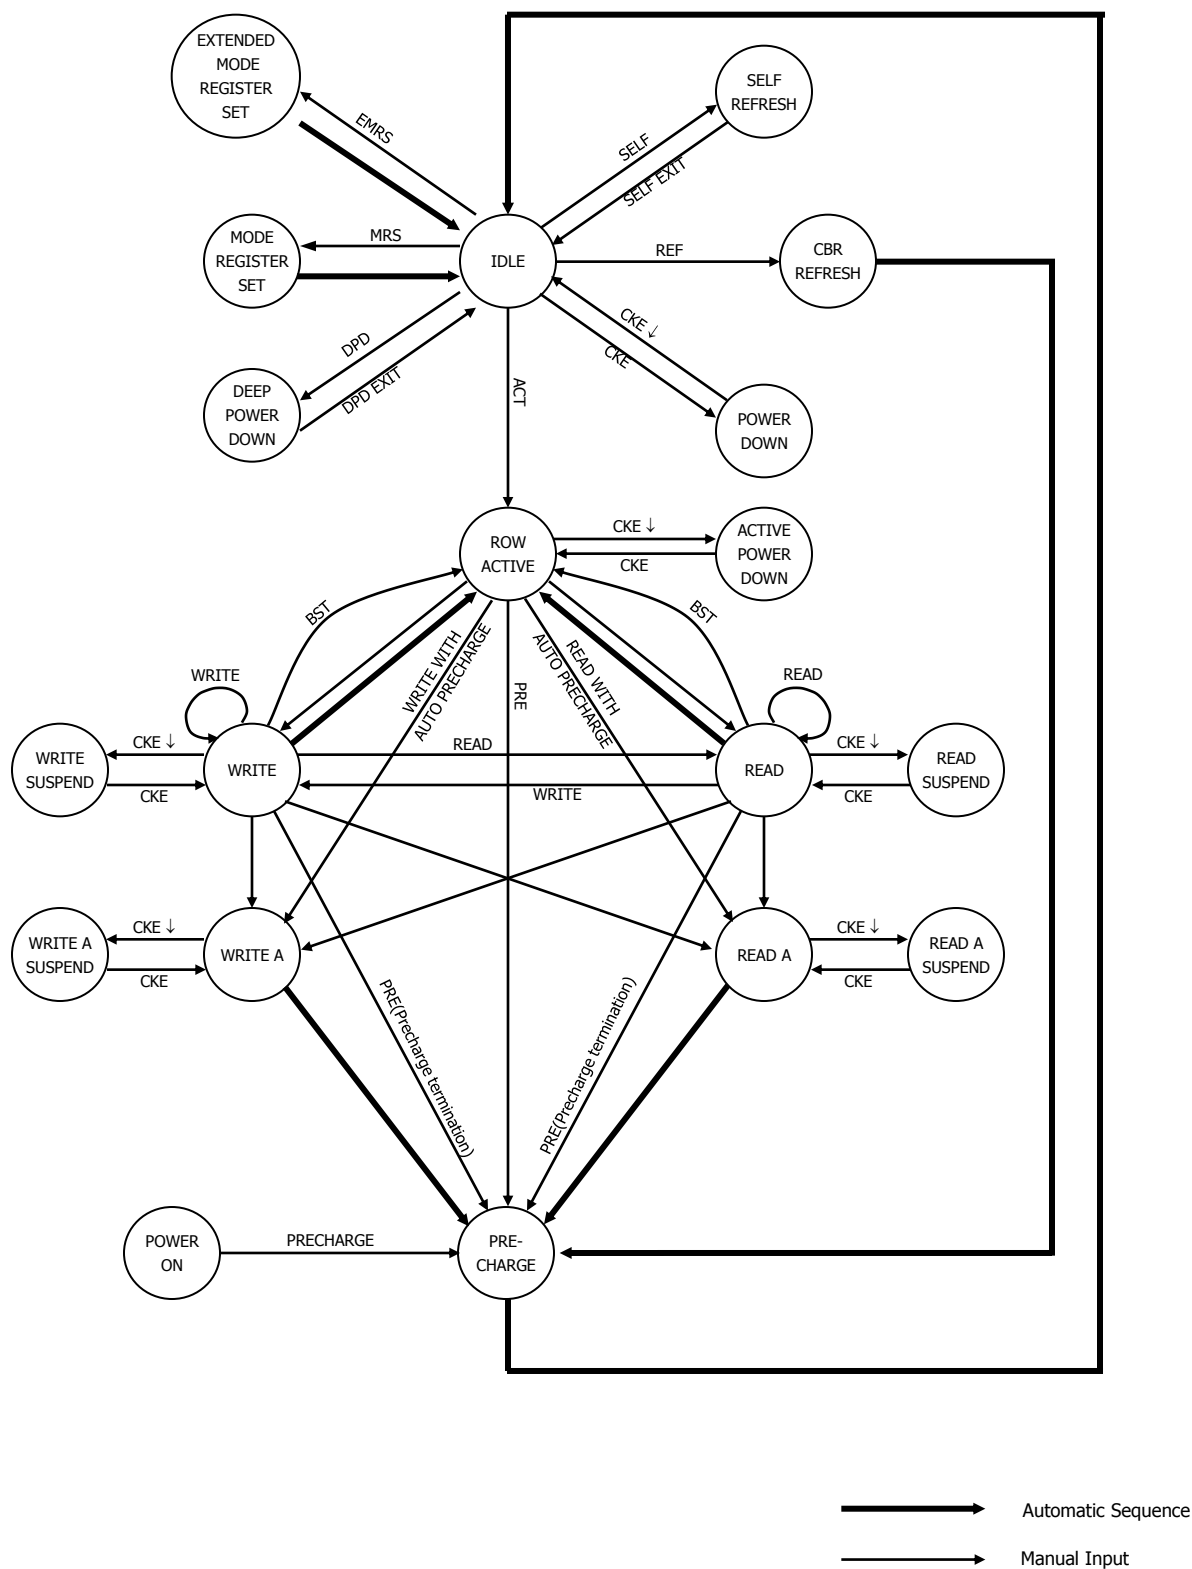 EXTENDED
MODE
REGISTER
SET
SELF
REFRESH
EMRS
SELF
SELF EXIT
MODE
REGISTER
SET
MRS
IDLE
REF
CBR
REFRESH
DPD
DPD EXIT
CKE ↓
CKE
ACT
DEEP
POWER
DOWN
POWER
DOWN
ROW
ACTIVE
CKE ↓
CKE
ACTIVE
POWER
DOWN
BST
BST
WRITE WITH
AUTO PRECHARGE
PRE
READ WITH
AUTO PRECHARGE
WRITE
READ
WRITE
SUSPEND
CKE ↓
CKE
WRITE
READ
WRITE
READ
CKE ↓
CKE
READ
SUSPEND
WRITE A
SUSPEND
CKE ↓
CKE
WRITE A
READ A
CKE ↓
CKE
READ A
SUSPEND
PRE(Precharge termination)
PRE(Precharge termination)
POWER
ON
PRECHARGE
PRE-
CHARGE
Automatic Sequence
Manual Input